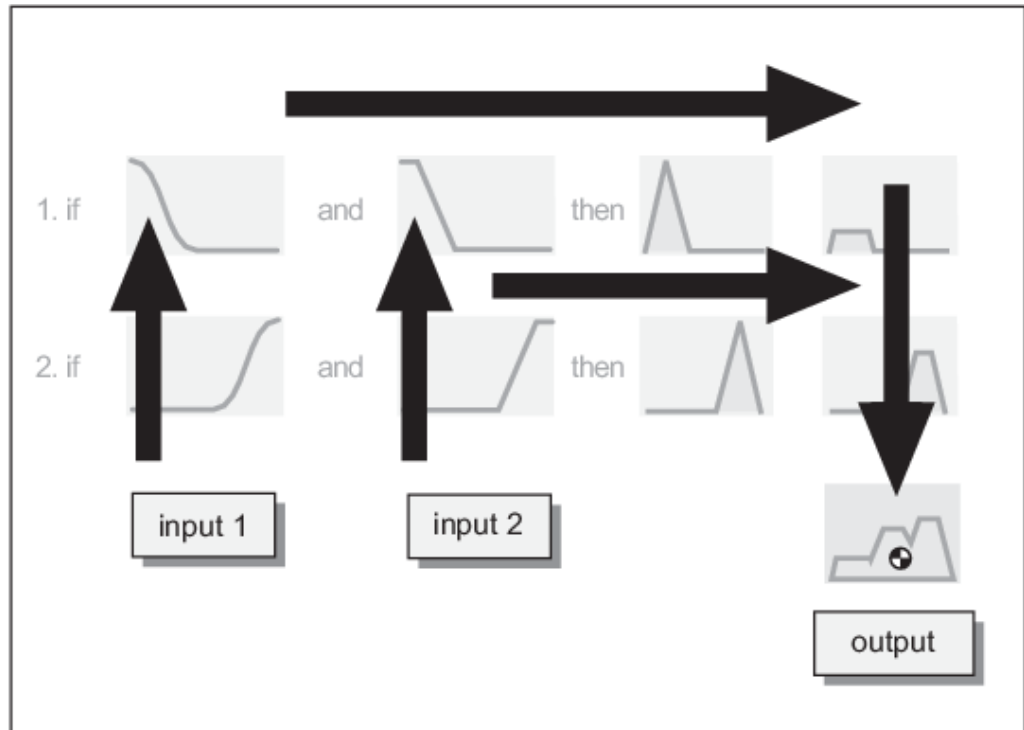 1. if and then
2. if and then
input 1 input 2
output